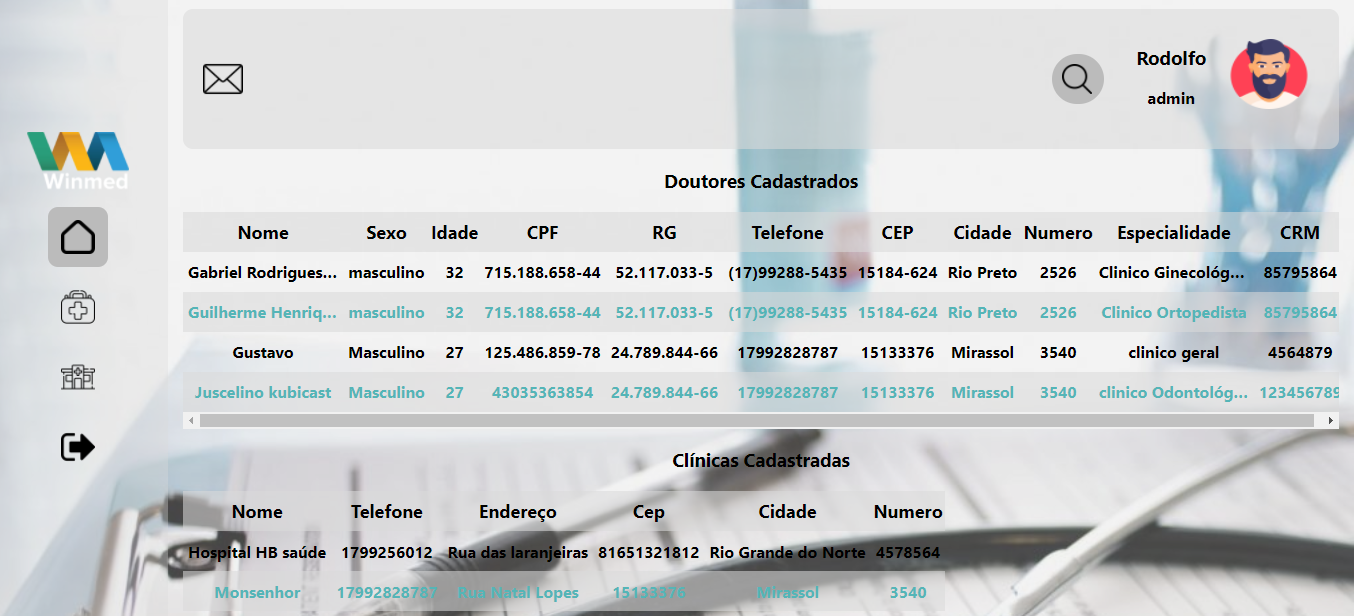 Rodolfo
admin
Winmed
Doutores Cadastrados
Nome Sexo Idade CPF RG Telefone CEP Cidade Numero Especialidade CRM
Gabriel Rodrigues... masculino 32 715.188.658-44 52.117.033-5 (17)99288-5435 15184-624 Rio Preto 2526 Clinico Ginecológ... 85795864
Guilherme Henriq... masculino 32 715.188.658-44 52.117.033-5 (17)99288-5435 15184-624 Rio Preto 2526 Clinico Ortopedista 85795864
Gustavo Masculino 27 125.486.859-78 24.789.844-66 17992828787 15133376 Mirassol 3540 clinico geral 4564879
Juscelino kubicast Masculino 27 43035363854 24.789.844-66 17992828787 15133376 Mirassol 3540 clinico Odontológ... 123456789
Clínicas Cadastradas
Nome Telefone Endereço Cep Cidade Numero
Hospital HB saúde 1799256012 Rua das laranjeiras 81651321812 Rio Grande do Norte 4578564
Monsenhor 17992828787 Rua Natal Lopes 15133376 Mirassol 3540